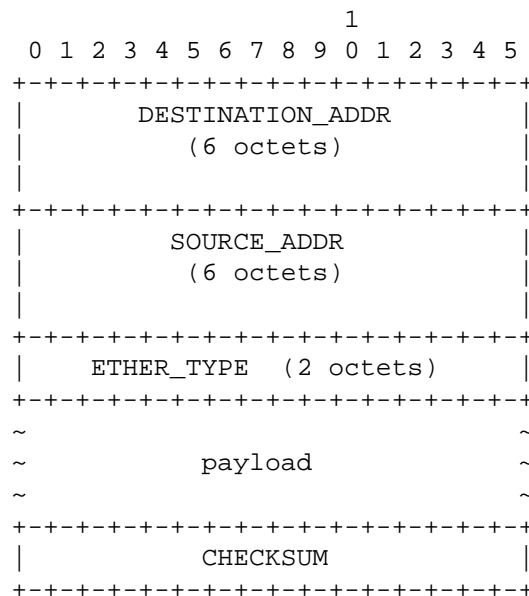 1
 0 1 2 3 4 5 6 7 8 9 0 1 2 3 4 5
+-+-+-+-+-+-+-+-+-+-+-+-+-+-+-+-+
|       DESTINATION_ADDR        |
|          (6 octets)           |
|                               |
+-+-+-+-+-+-+-+-+-+-+-+-+-+-+-+-+
|         SOURCE_ADDR           |
|          (6 octets)           |
|                               |
+-+-+-+-+-+-+-+-+-+-+-+-+-+-+-+-+
|    ETHER_TYPE  (2 octets)     |
+-+-+-+-+-+-+-+-+-+-+-+-+-+-+-+-+
~                               ~
~           payload             ~
~                               ~
+-+-+-+-+-+-+-+-+-+-+-+-+-+-+-+-+
|           CHECKSUM            |
+-+-+-+-+-+-+-+-+-+-+-+-+-+-+-+-+